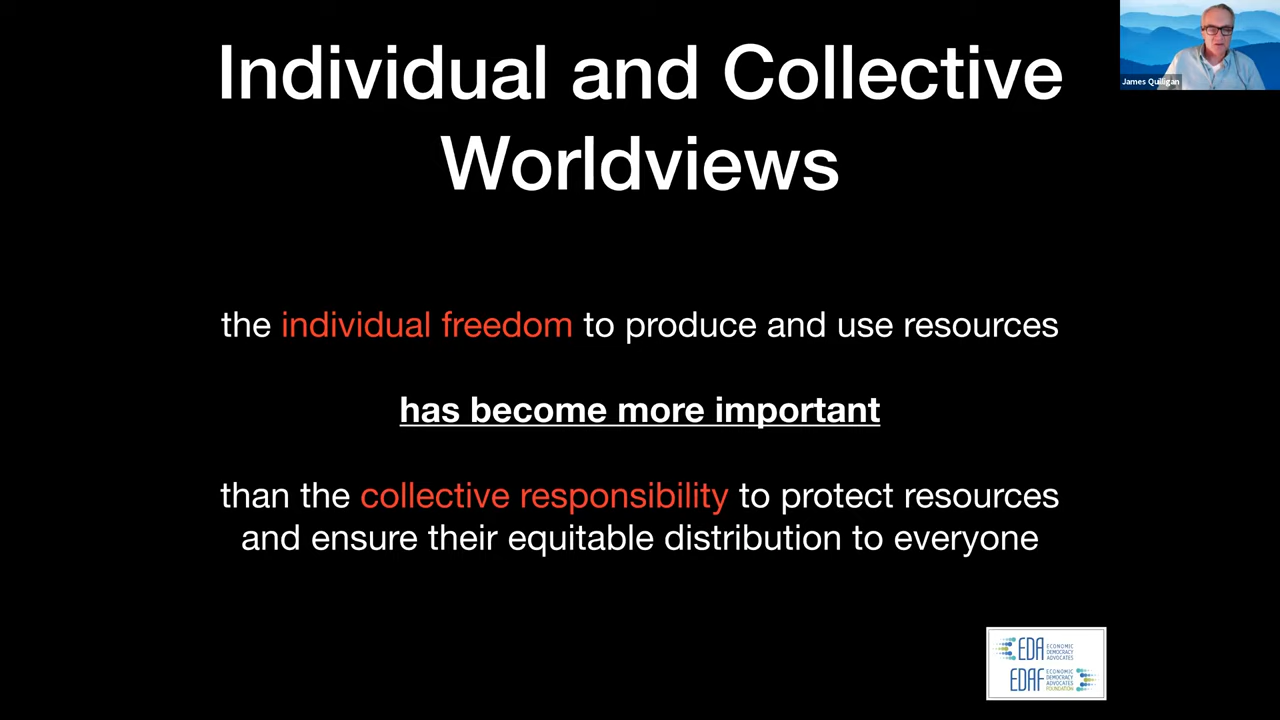 Individual and Collective
Worldviews
James Quilligan
the individual freedom to produce and use resources
has become more important
than the collective responsibility to protect resources
and ensure their equitable distribution to everyone
EDA ECONOMIC
DEMOCRACY
ADVOCATES
EDAF ECONOMIC
DEMOCRACY
ADVOCATES
FOUNDATION